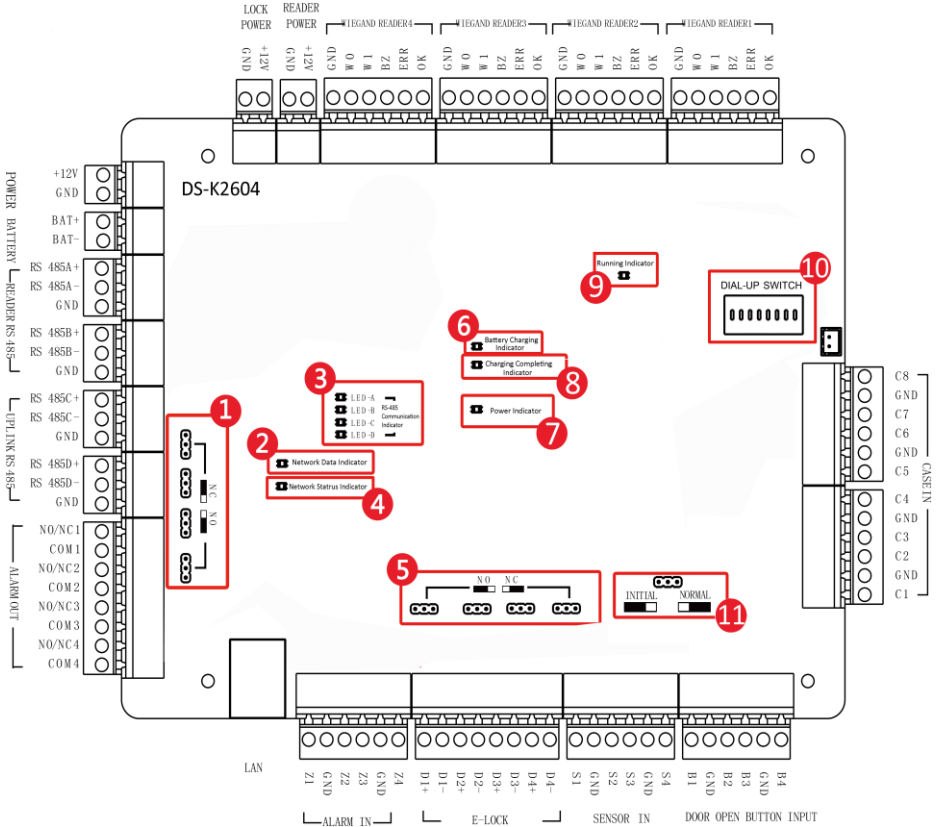 LOCK POWER
READER POWER
WIEGAND READER4
WIEGAND READER3
WIEGAND READER2
WIEGAND READER1
GND
+12V
GND
+12V
GND
W0
W1
BZ
ERR
OK
GND
W0
W1
BZ
ERR
OK
GND
W0
W1
BZ
ERR
OK
GND
W0
W1
BZ
ERR
OK
DS-K2604
POWER
+12V
GND
BATTERY
BAT+
BAT-
READER RS 485
RS 485A+
RS 485A-
GND
RS 485B+
RS 485B-
GND
UPLINK RS 485
RS 485C+
RS 485C-
GND
RS 485D+
RS 485D-
GND
ALARM OUT
NO/NC1
COM1
NO/NC2
COM2
NO/NC3
COM3
NO/NC4
COM4
1
NC
NO
2
Network Data Indicator
3
LED-A
LED-B
LED-C
LED-D
RS-485
Communication
Indicator
4
Network Statrus Indicator
5
NO NC
6
Battery Charging
Indicator
Charging Completing
Indicator
8
Power Indicator
7
Running Indicator
9
10
DIAL-UP SWITCH
11
INITIAL
NORMAL
CASE IN
C8
GND
C7
C6
GND
C5
C4
GND
C3
C2
GND
C1
LAN
Z1
GND
Z2
Z3
GND
Z4
D1+
D1-
D2+
D2-
D3+
D3-
D4+
D4-
S1
GND
S2
S3
GND
S4
B1
GND
B2
B3
GND
B4
ALARM IN
E-LOCK
SENSOR IN
DOOR OPEN BUTTON INPUT